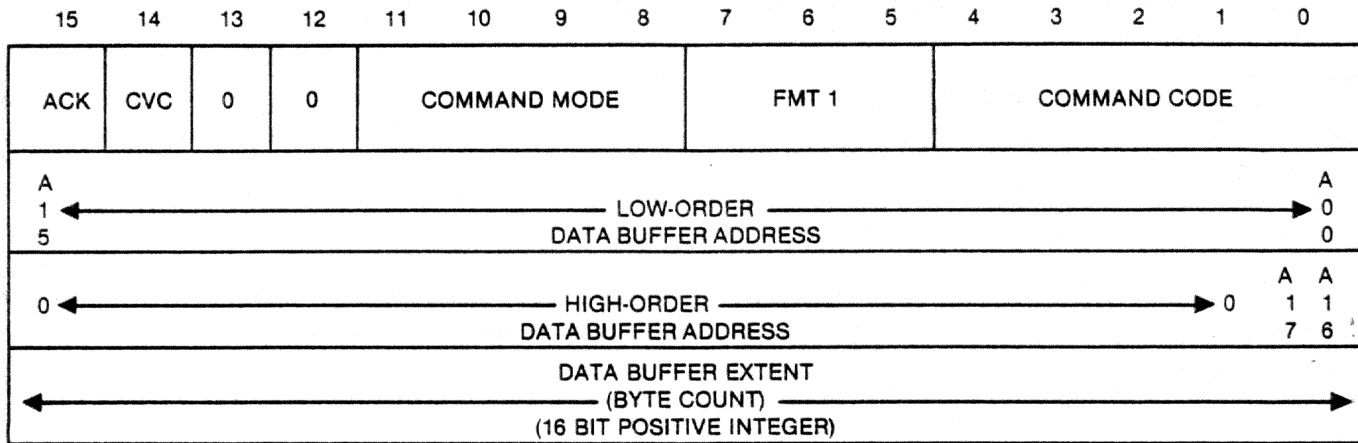 15 14 13 12 11 10 9 8 7 6 5 4 3 2 1 0
ACK CVC 0 0 COMMAND MODE FMT 1 COMMAND CODE
A A
1 LOW-ORDER 0
5 DATA BUFFER ADDRESS 0
A A
0 HIGH-ORDER 0 1 1
DATA BUFFER ADDRESS 7 6
DATA BUFFER EXTENT
(BYTE COUNT)
(16 BIT POSITIVE INTEGER)